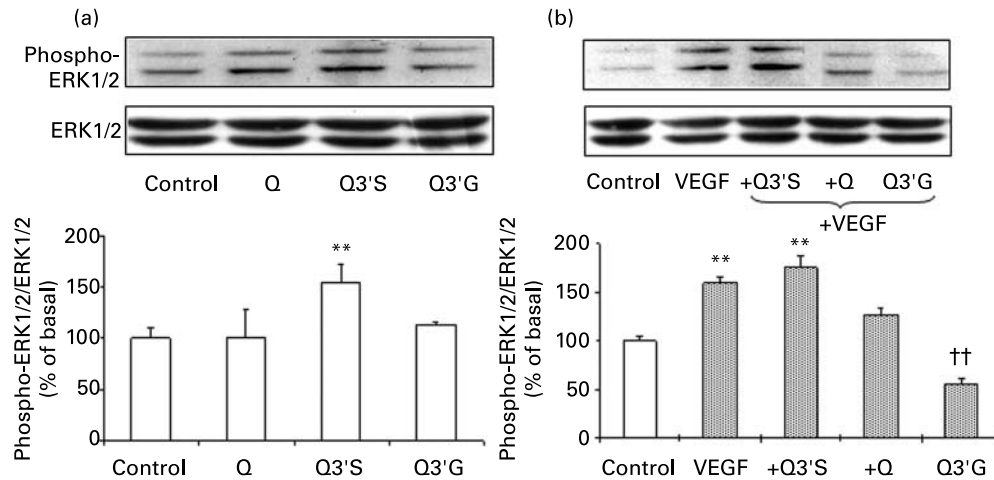 (a)
Phospho-
ERK1/2
ERK1/2
Control Q Q3'S Q3'G
Phospho-ERK1/2/ERK1/2
(% of basal)
200
150
100
50
0
**
Control Q Q3'S Q3'G
(b)
Control VEGF +Q3'S +Q Q3'G
+VEGF
Phospho-ERK1/2/ERK1/2
(% of basal)
200
150
100
50
0
** **
††
Control VEGF +Q3'S +Q Q3'G